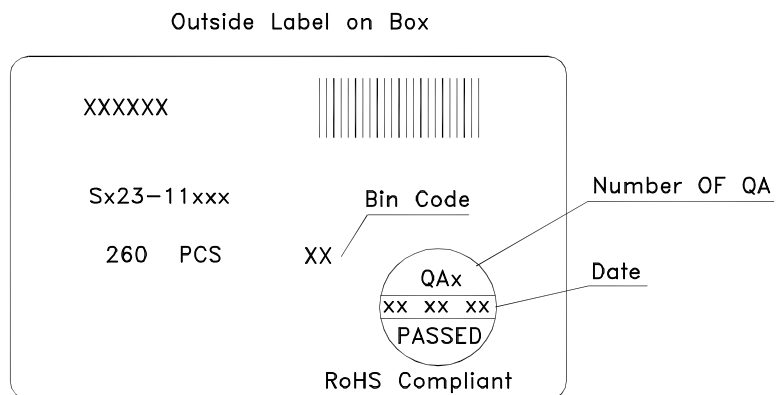 Outside Label on Box
XXXXXX
Sx23-11xxx
Bin Code
Number OF QA
260 PCS
XX
QAx
Date
xx xx xx
PASSED
RoHS Compliant